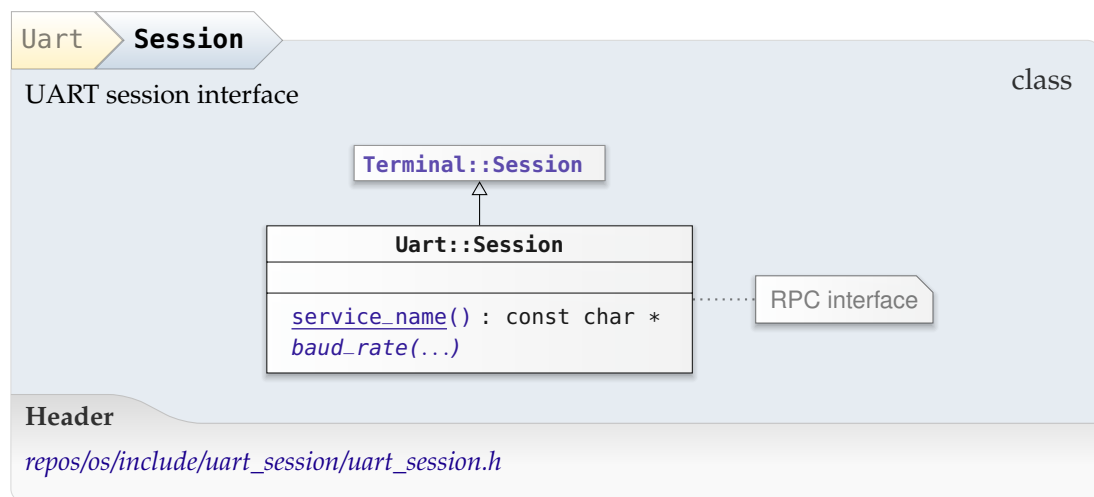 Uart Session
class
UART session interface
Terminal::Session
Uart::Session
service_name() : const char *
baud_rate(...)
RPC interface
Header
repos/os/include/uart_session/uart_session.h